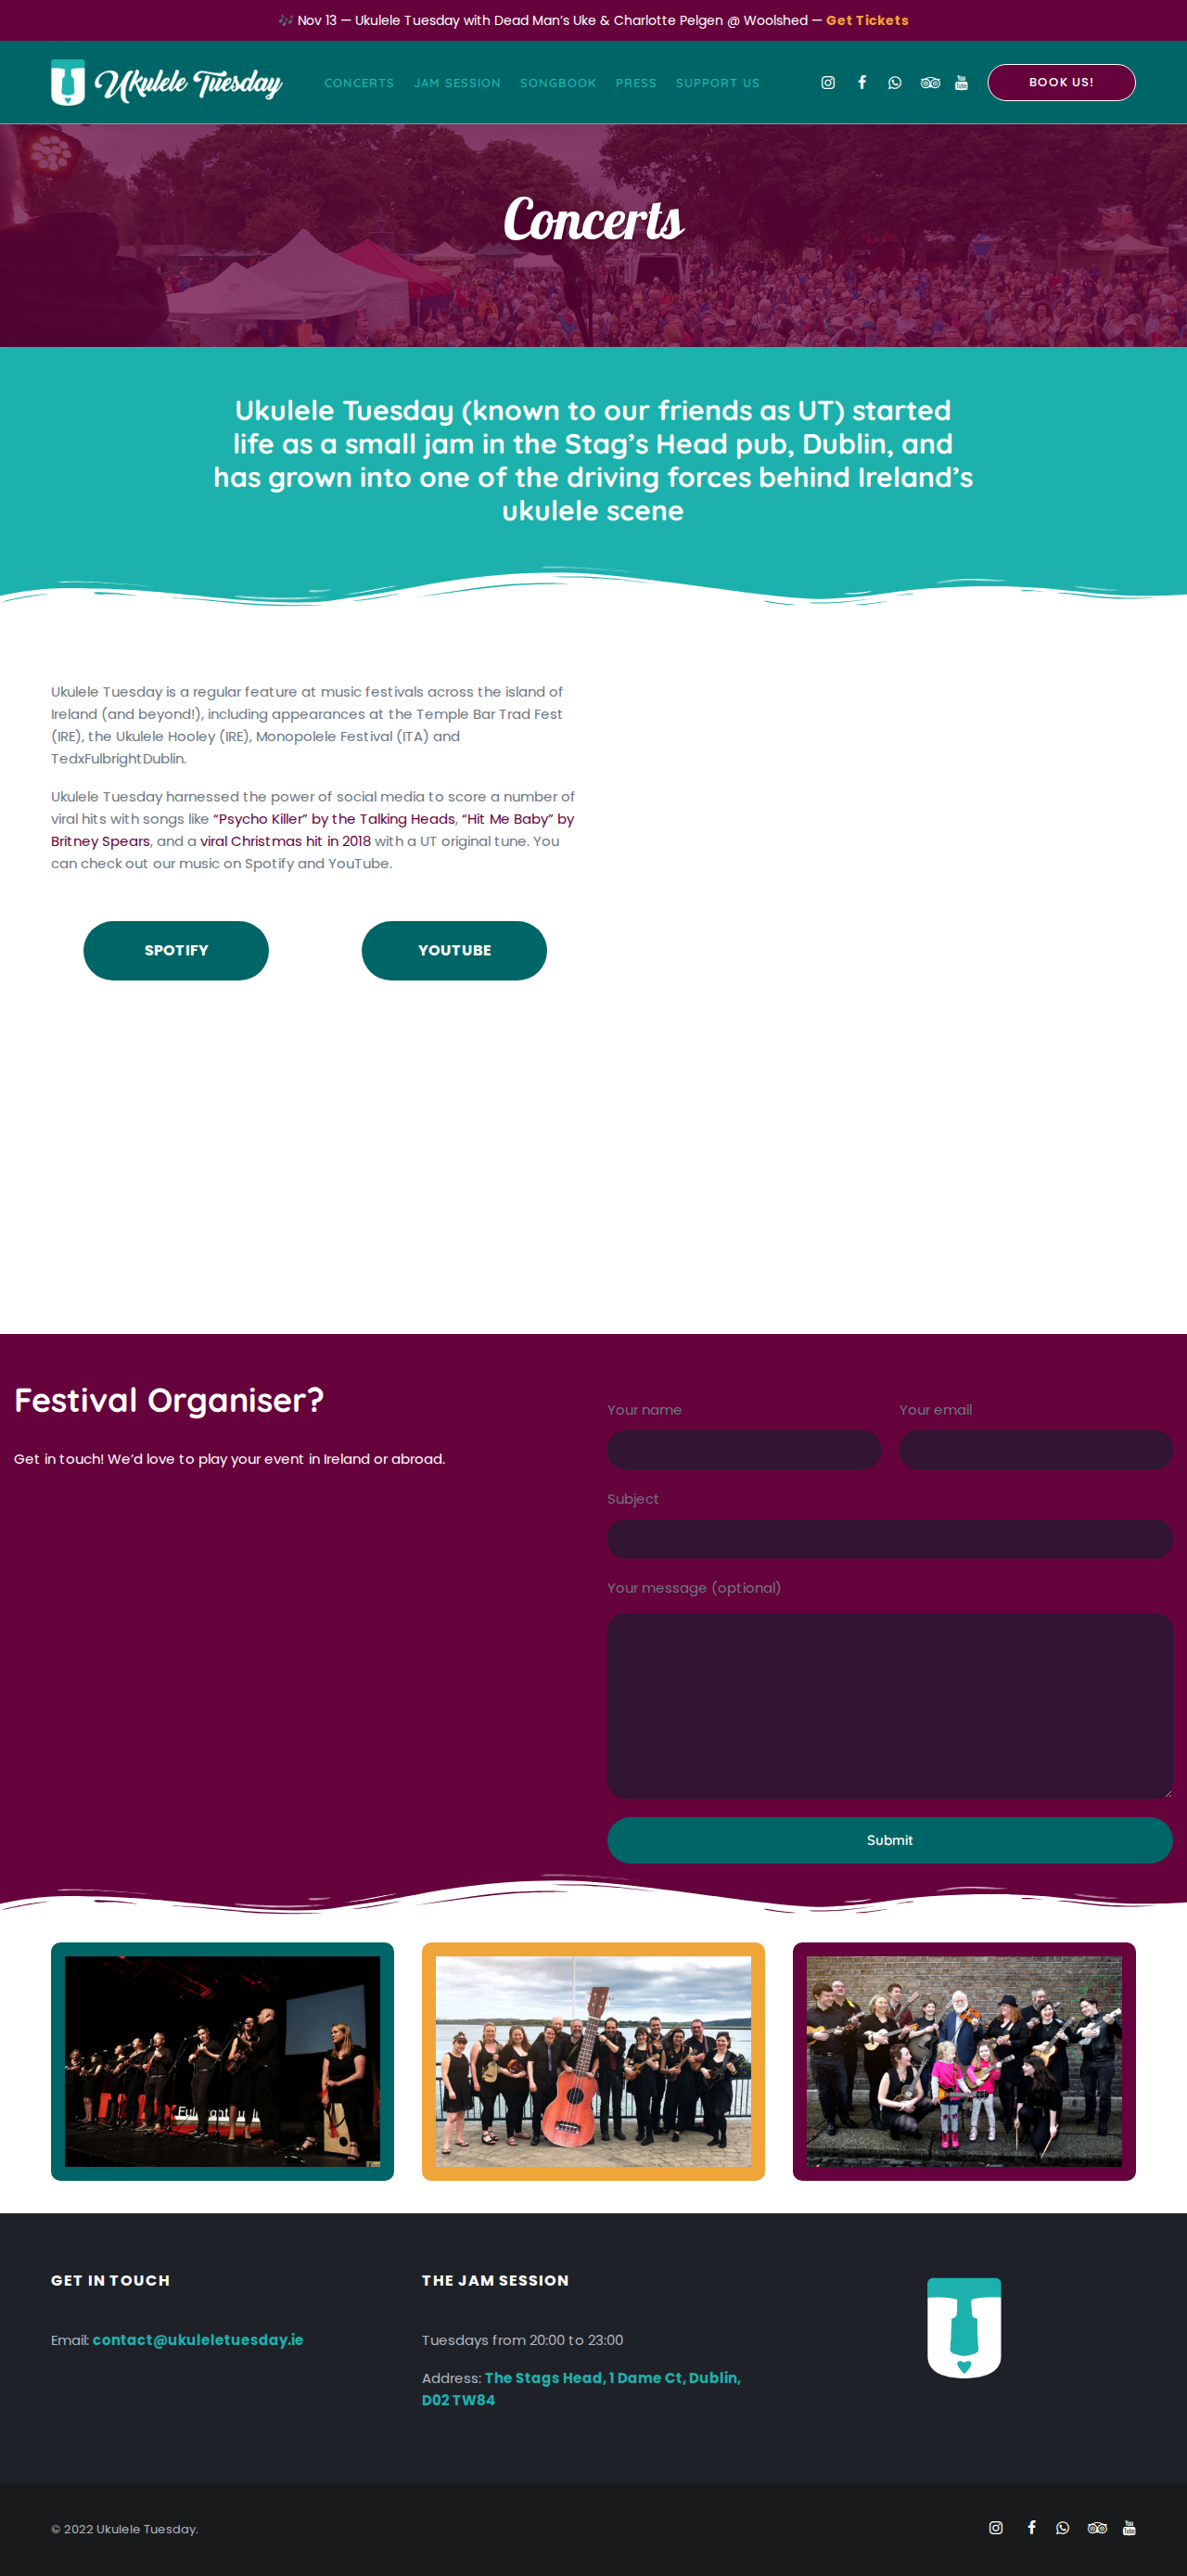 🎶 Nov 13 — Ukulele Tuesday with Dead Man’s Uke & Charlotte Pelgen @ Woolshed — Get Tickets
Ukulele Tuesday
CONCERTS JAM SESSION SONGBOOK PRESS SUPPORT US
BOOK US!
Concerts
Ukulele Tuesday (known to our friends as UT) started
life as a small jam in the Stag’s Head pub, Dublin, and
has grown into one of the driving forces behind Ireland’s
ukulele scene
Ukulele Tuesday is a regular feature at music festivals across the island of
Ireland (and beyond!), including appearances at the Temple Bar Trad Fest
(IRE), the Ukulele Hooley (IRE), Monopolele Festival (ITA) and
TedxFulbrightDublin.
Ukulele Tuesday harnessed the power of social media to score a number of
viral hits with songs like “Psycho Killer” by the Talking Heads, “Hit Me Baby” by
Britney Spears, and a viral Christmas hit in 2018 with a UT original tune. You
can check out our music on Spotify and YouTube.
SPOTIFY YOUTUBE
Festival Organiser?
Get in touch! We’d love to play your event in Ireland or abroad.
Your name Your email
Subject
Your message (optional)
Submit
GET IN TOUCH
Email: contact@ukuleletuesday.ie
THE JAM SESSION
Tuesdays from 20:00 to 23:00
Address: The Stags Head, 1 Dame Ct, Dublin,
D02 TW84
© 2022 Ukulele Tuesday.